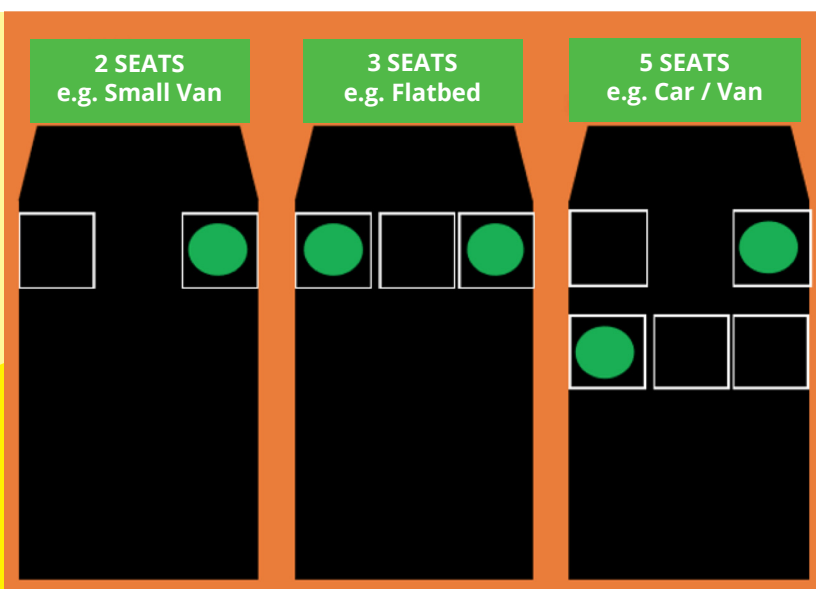 2 SEATS
e.g. Small Van
3 SEATS
e.g. Flatbed
5 SEATS
e.g. Car / Van